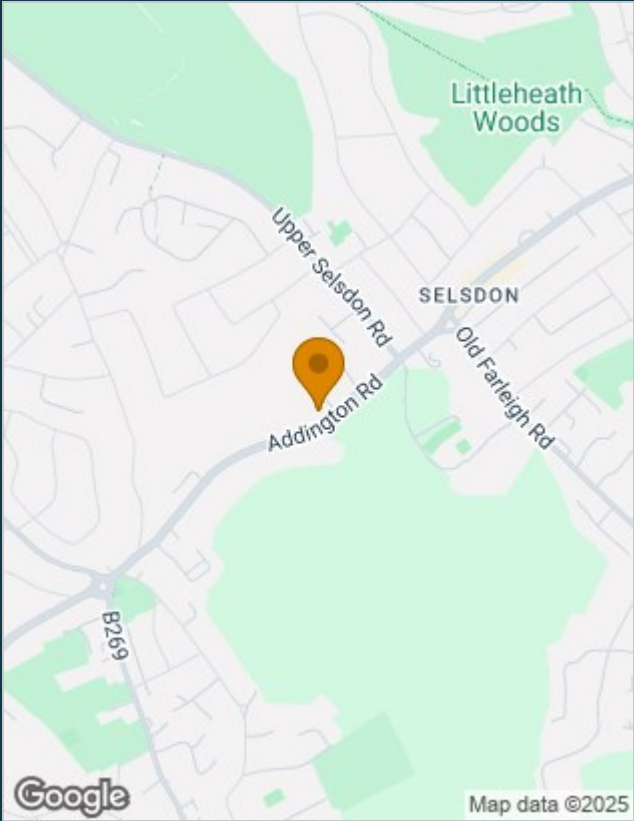 Littleheath
Woods
Upper Selsdon Rd
SELSDON
Old Farleigh Rd
Addington Rd
B269
Google
Map data ©2025